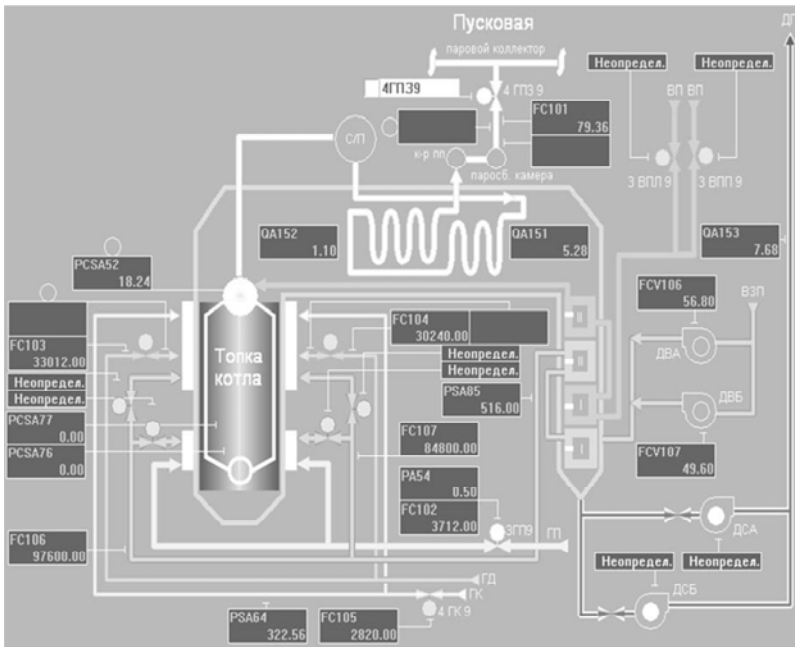 Пусковая
паровой коллектор
ДГ
Неопредел.
Неопредел.
4ГПЗ9
4 ГПЗ 9
ВП
ВП
FC101
79.36
С/П
к-р пп
паросб. камера
З ВПЛ 9
З ВПП 9
QA152
1.10
QA151
5.28
QA153
7.68
PCSA52
18.24
FCV106
56.80
ВЗП
FC103
33012.00
FC104
30240.00
Топка
котла
Неопредел.
Неопредел.
ДВА
Неопредел.
Неопредел.
PSA85
516.00
ДВБ
PCSA77
0.00
FC107
84800.00
FCV107
49.60
PCSA76
0.00
PA54
0.50
FC102
3712.00
ЗГП9
ГП
ДСА
FC106
97600.00
Неопредел.
Неопредел.
ГД
ГК
ДСБ
4 ГК 9
PSA64
322.56
FC105
2820.00